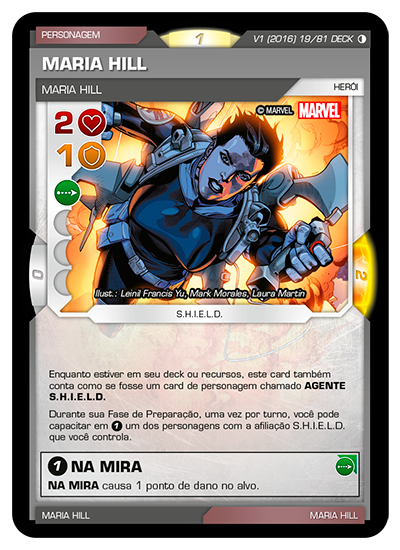 PERSONAGEM
1
V1 (2016) 19/81 DECK
MARIA HILL
MARIA HILL
HERÓI
© MARVEL MARVEL
2
1
0
2
Ilust.: Leinil Francis Yu, Mark Morales, Laura Martin
S.H.I.E.L.D.
Enquanto estiver em seu deck ou recursos, este card também
conta como se fosse um card de personagem chamado AGENTE
S.H.I.E.L.D.
Durante sua Fase de Preparação, uma vez por turno, você pode
capacitar em 1 um dos personagens com a afiliação S.H.I.E.L.D.
que você controla.
1 NA MIRA
NA MIRA causa 1 ponto de dano no alvo.
MARIA HILL
MARIA HILL